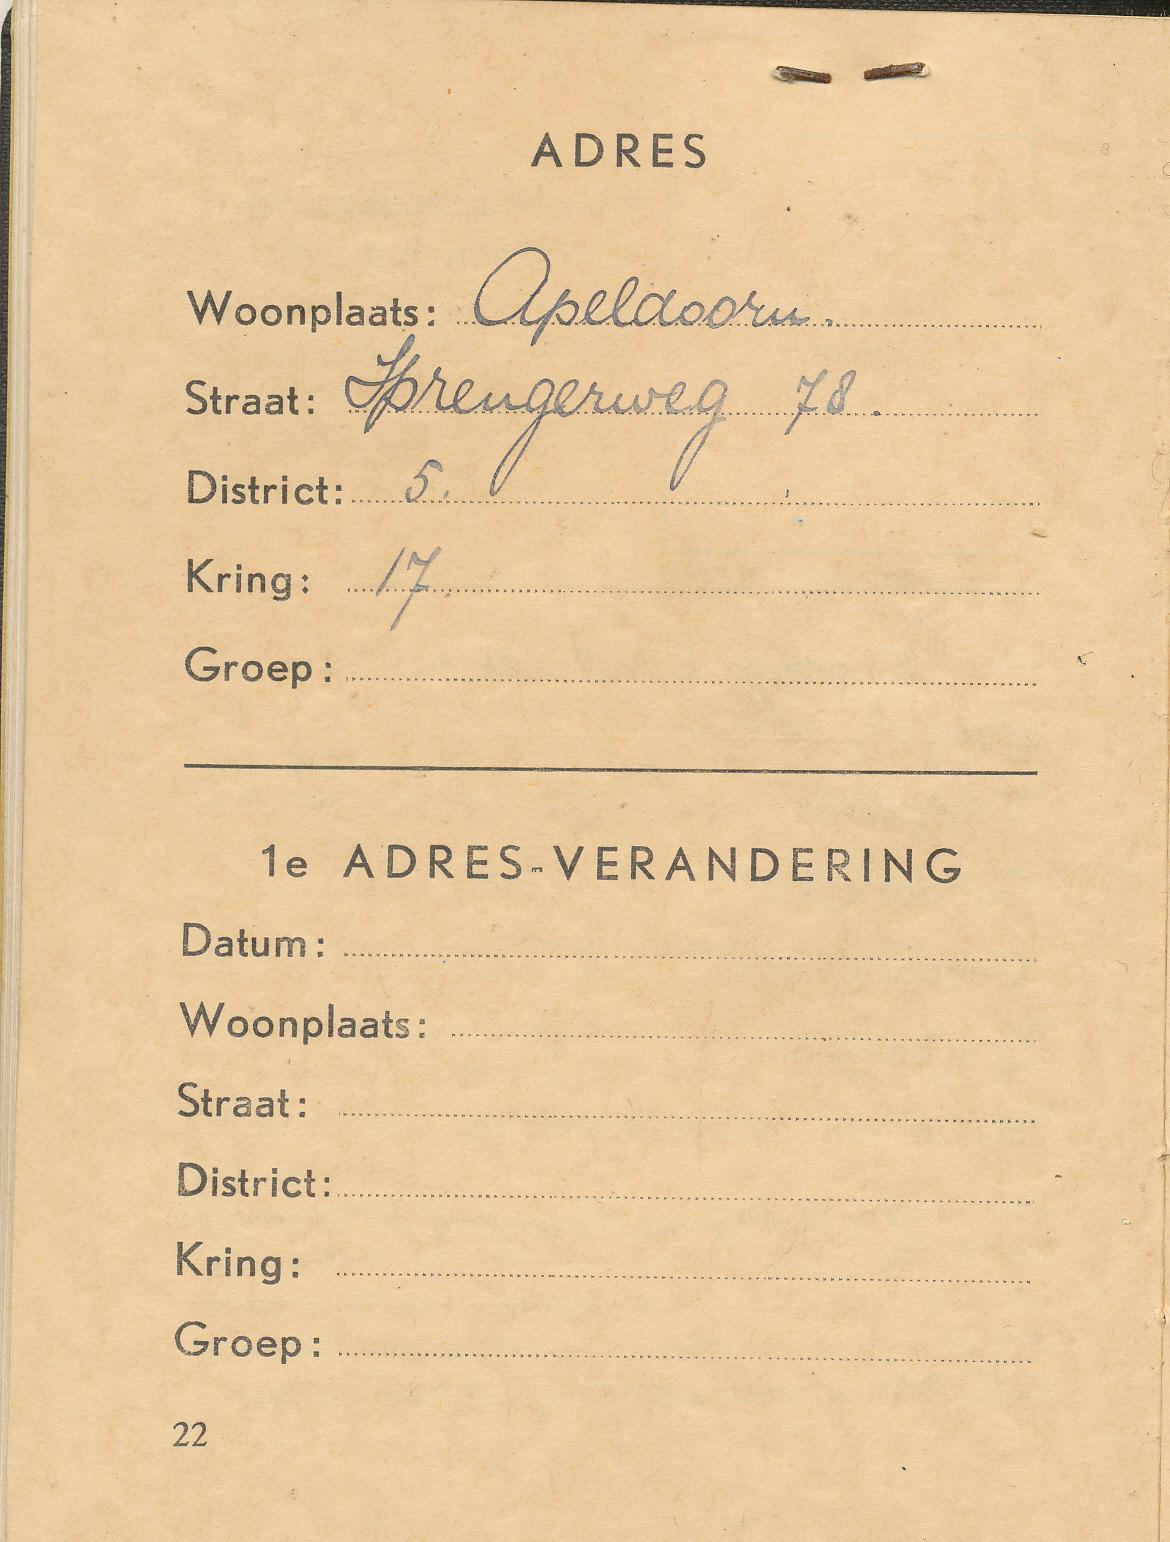 ADRES
Woonplaats: Apeldoorn.
Straat: Sprengerweg 78.
District: 5.
Kring: 17.
Groep:
1e ADRES-VERANDERING
Datum:
Woonplaats:
Straat:
District:
Kring:
Groep:
22